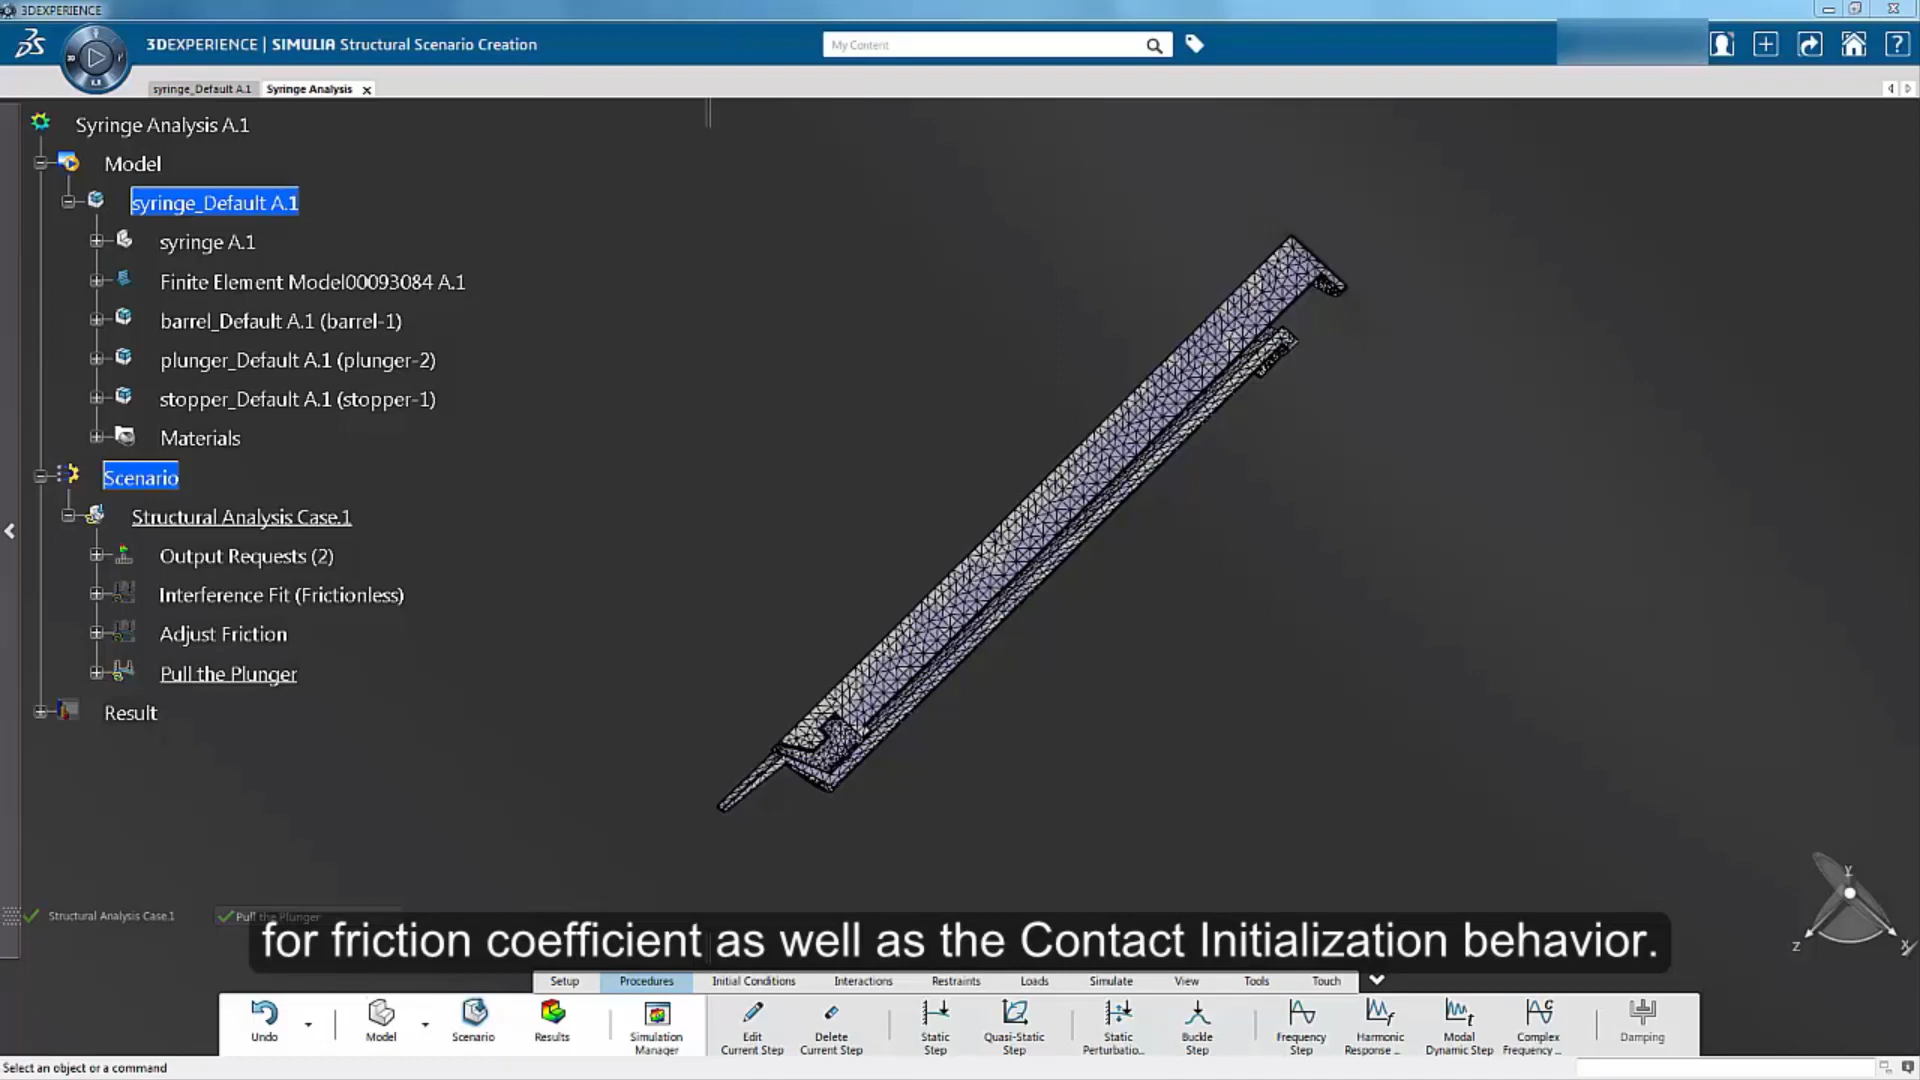 3DEXPERIENCE
3DEXPERIENCE | SIMULIA Structural Scenario Creation
My Content
syringe_Default A.1
Syringe Analysis
Syringe Analysis A.1
Model
syringe_Default A.1
syringe A.1
Finite Element Model00093084 A.1
barrel_Default A.1 (barrel-1)
plunger_Default A.1 (plunger-2)
stopper_Default A.1 (stopper-1)
Materials
Scenario
Structural Analysis Case.1
Output Requests (2)
Interference Fit (Frictionless)
Adjust Friction
Pull the Plunger
Result
Y
Z
X
Structural Analysis Case.1
Pull the Plunger
for friction coefficient as well as the Contact Initialization behavior.
Setup
Procedures
Initial Conditions
Interactions
Restraints
Loads
Simulate
View
Tools
Touch
Undo
Model
Scenario
Results
Simulation
Manager
Edit
Current Step
Delete
Current Step
Static
Step
Quasi-Static
Step
Static
Perturbatio...
Buckle
Step
Frequency
Step
Harmonic
Response ...
Modal
Dynamic Step
Complex
Frequency ...
Damping
Select an object or a command